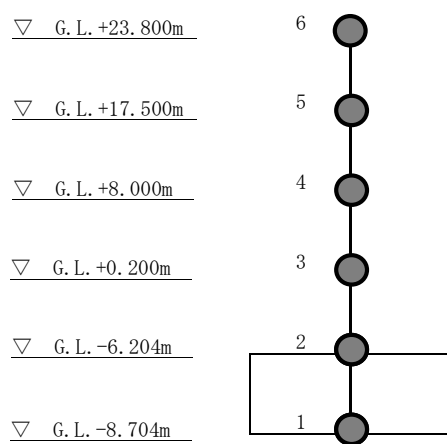 ▽ G.L.+23.800m 6
▽ G.L.+17.500m 5
▽ G.L.+8.000m 4
▽ G.L.+0.200m 3
▽ G.L.-6.204m 2
▽ G.L.-8.704m 1